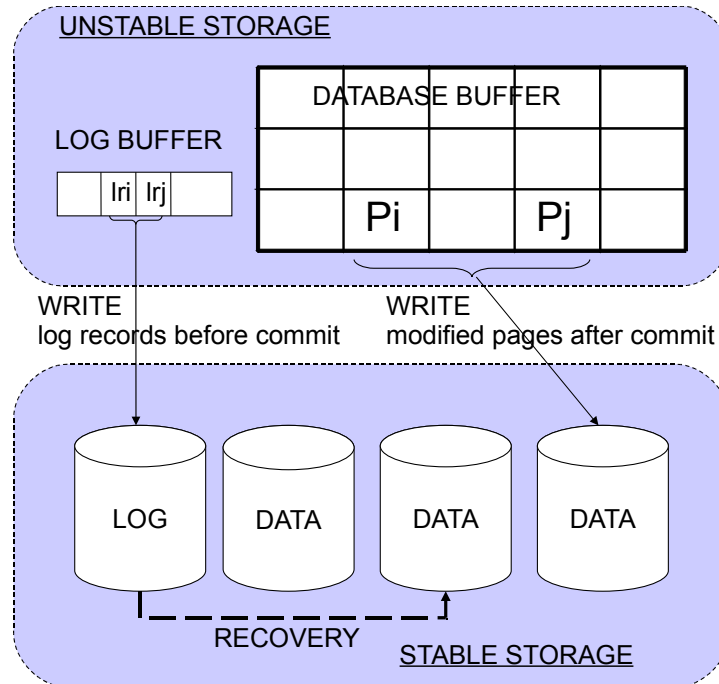 UNSTABLE STORAGE
DATABASE BUFFER
LOG BUFFER
lri lrj
Pi Pj
WRITE
log records before commit
WRITE
modified pages after commit
LOG DATA DATA DATA
RECOVERY
STABLE STORAGE